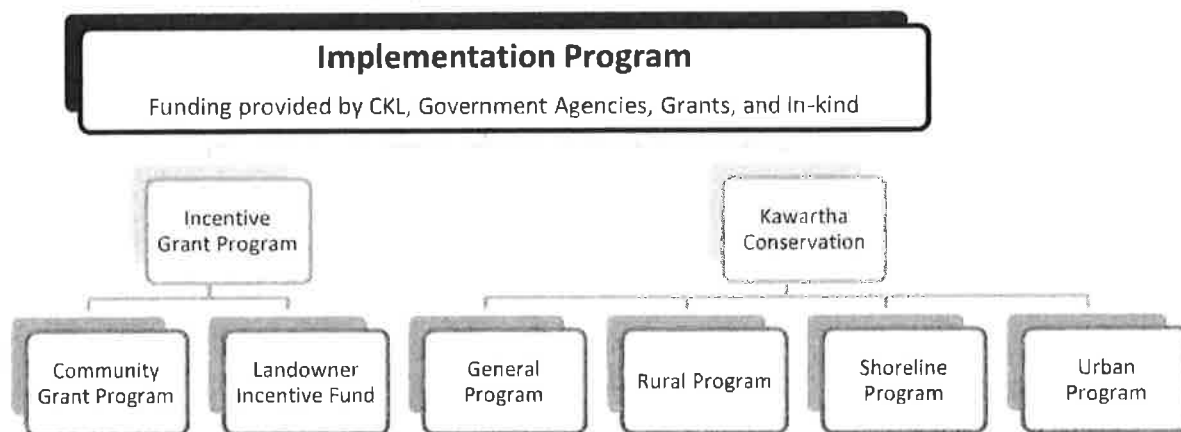 Implementation Program
Funding provided by CKL, Government Agencies, Grants, and In-kind
Incentive
Grant Program
Kawartha
Conservation
Community
Grant Program
Landowner
Incentive Fund
General
Program
Rural Program
Shoreline
Program
Urban
Program